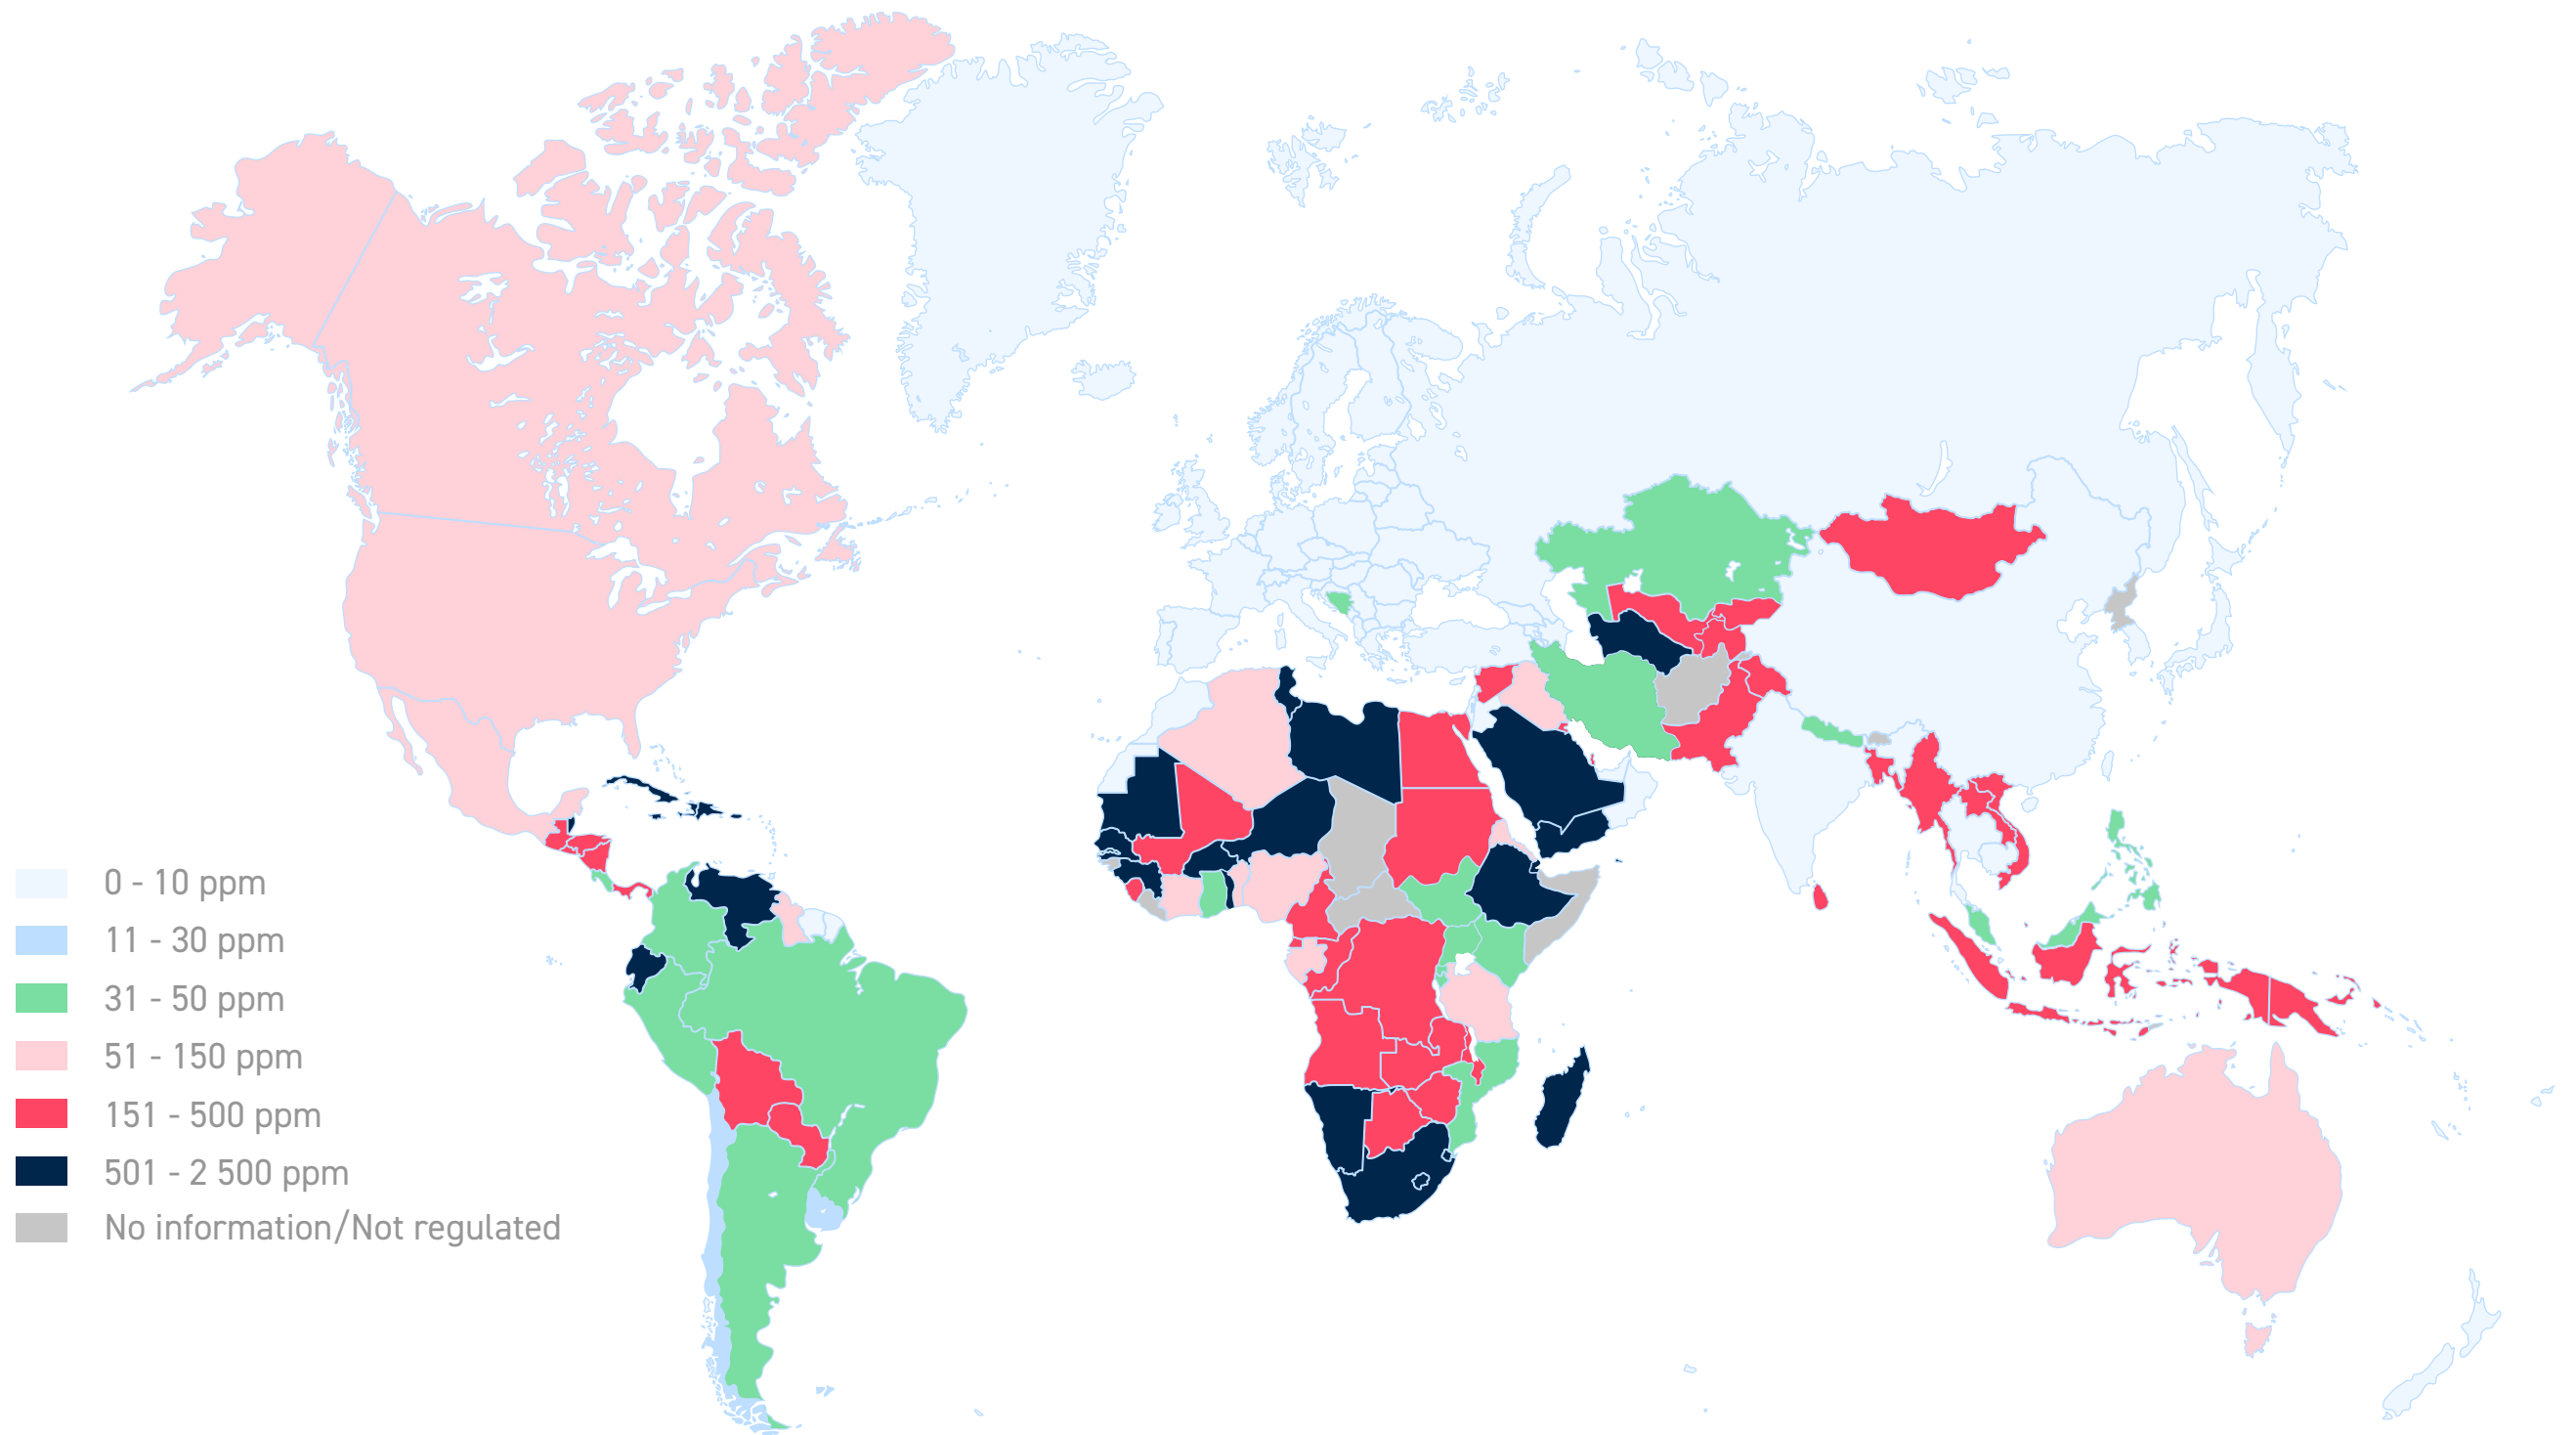 0 - 10 ppm
11 - 30 ppm
31 - 50 ppm
51 - 150 ppm
151 - 500 ppm
501 - 2 500 ppm
No information/Not regulated